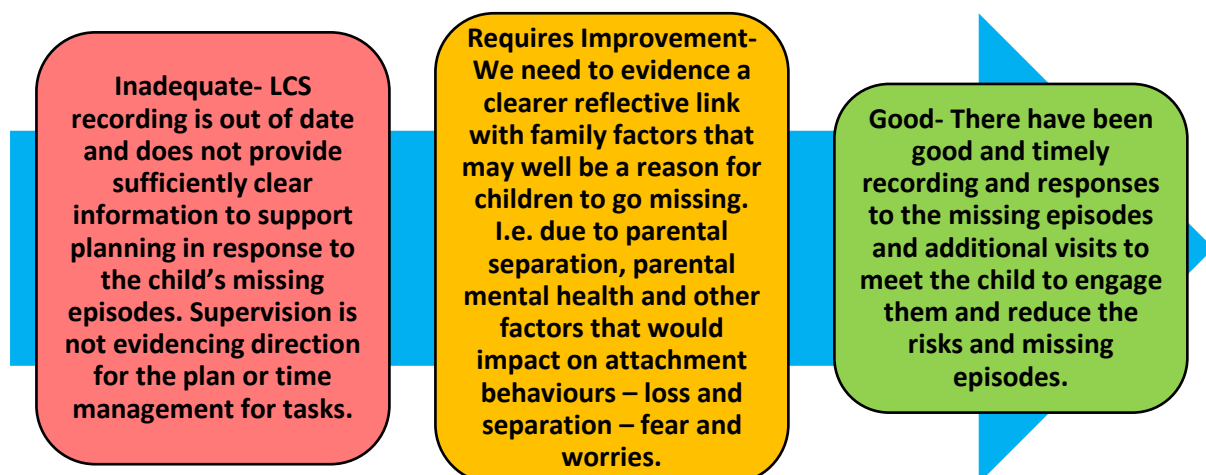 Inadequate- LCS
recording is out of date
and does not provide
sufficiently clear
information to support
planning in response to
the child’s missing
episodes. Supervision is
not evidencing direction
for the plan or time
management for tasks.
Requires Improvement-
We need to evidence a
clearer reflective link
with family factors that
may well be a reason for
children to go missing.
I.e. due to parental
separation, parental
mental health and other
factors that would
impact on attachment
behaviours – loss and
separation – fear and
worries.
Good- There have been
good and timely
recording and responses
to the missing episodes
and additional visits to
meet the child to engage
them and reduce the
risks and missing
episodes.